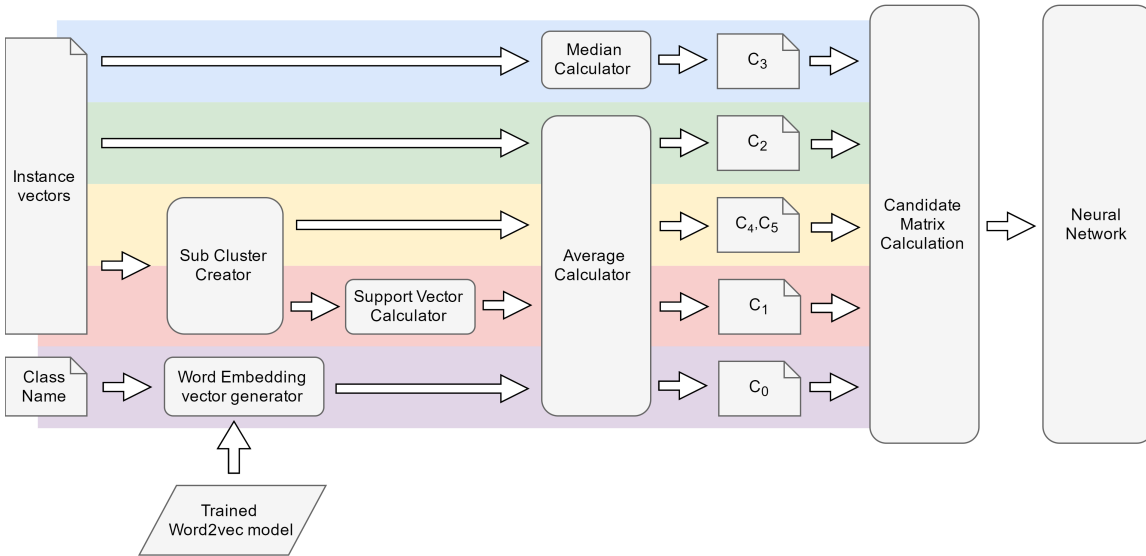 Instance
vectors
Median
Calculator
C3
C2
Sub Cluster
Creator
Average
Calculator
C4,C5
Support Vector
Calculator
C1
Class
Name
Word Embedding
vector generator
C0
Trained
Word2vec model
Candidate
Matrix
Calculation
Neural
Network